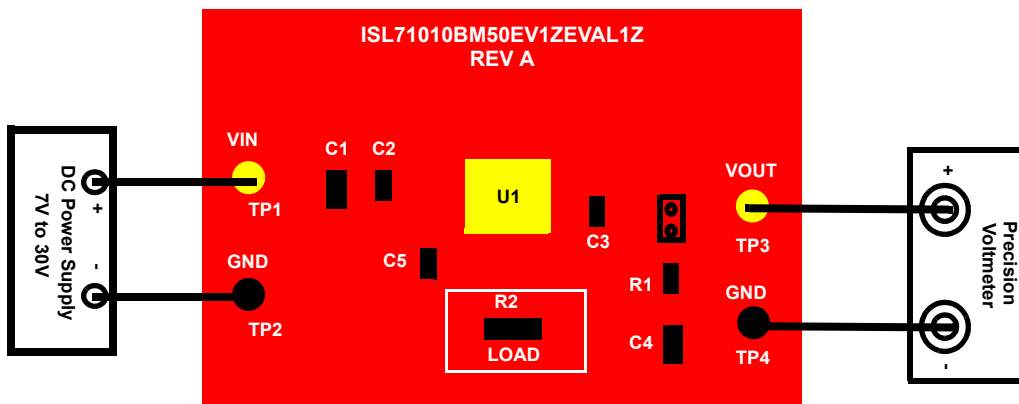 ISL71010BM50EV1ZEVAL1Z
REV A
DC Power Supply
7V to 30V
+
-
VIN
TP1
GND
TP2
C1
C2
C5
U1
C3
R2
LOAD
R1
C4
VOUT
TP3
GND
TP4
+
-
Precision
Voltmeter